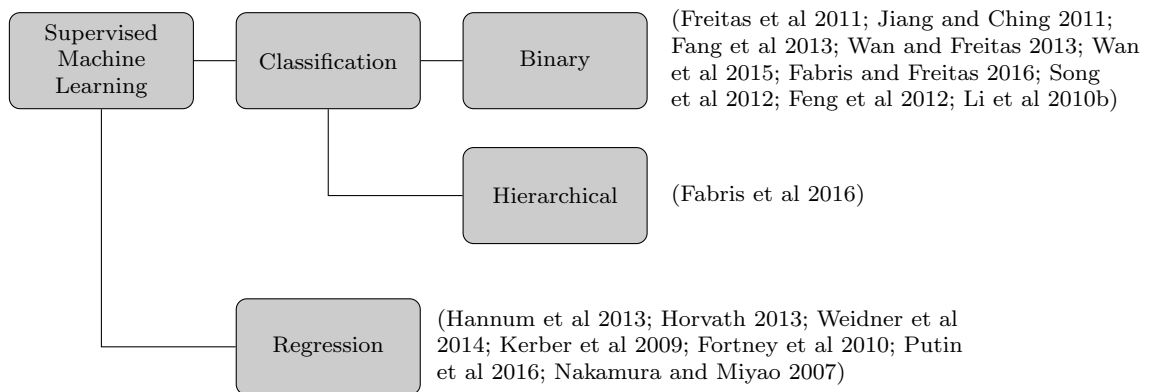 Supervised
Machine
Learning
Classification
Binary
(Freitas et al 2011; Jiang and Ching 2011;
Fang et al 2013; Wan and Freitas 2013; Wan
et al 2015; Fabris and Freitas 2016; Song
et al 2012; Feng et al 2012; Li et al 2010b)
Hierarchical
(Fabris et al 2016)
Regression
(Hannum et al 2013; Horvath 2013; Weidner et al
2014; Kerber et al 2009; Fortney et al 2010; Putin
et al 2016; Nakamura and Miyao 2007)